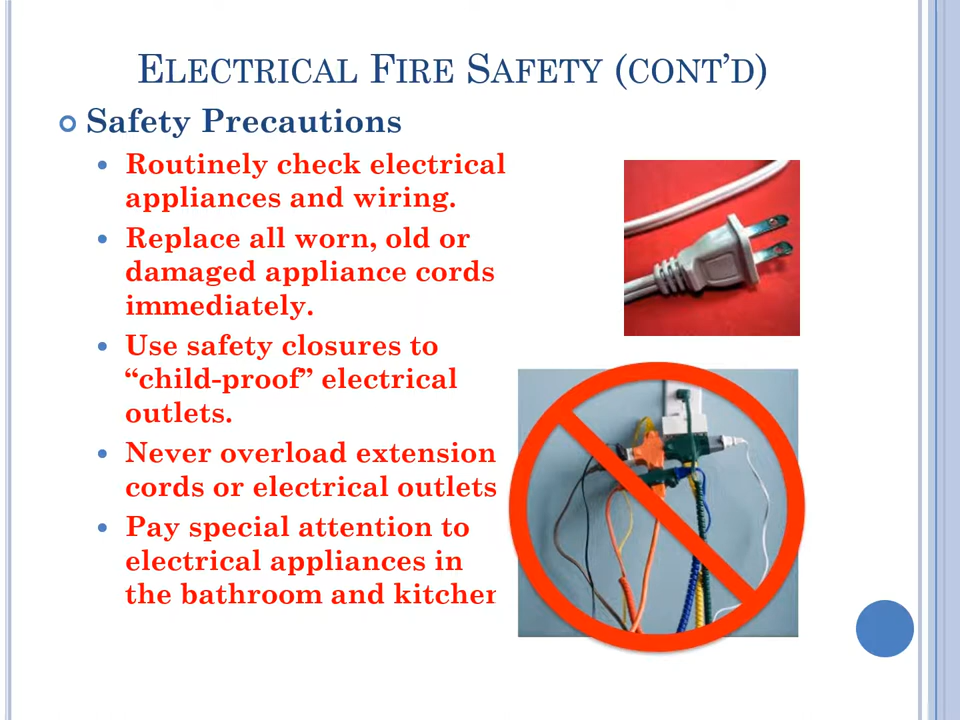 ELECTRICAL FIRE SAFETY (CONT’D)
Safety Precautions
Routinely check electrical
appliances and wiring.
Replace all worn, old or
damaged appliance cords
immediately.
Use safety closures to
“child-proof” electrical
outlets.
Never overload extension
cords or electrical outlets
Pay special attention to
electrical appliances in
the bathroom and kitchen